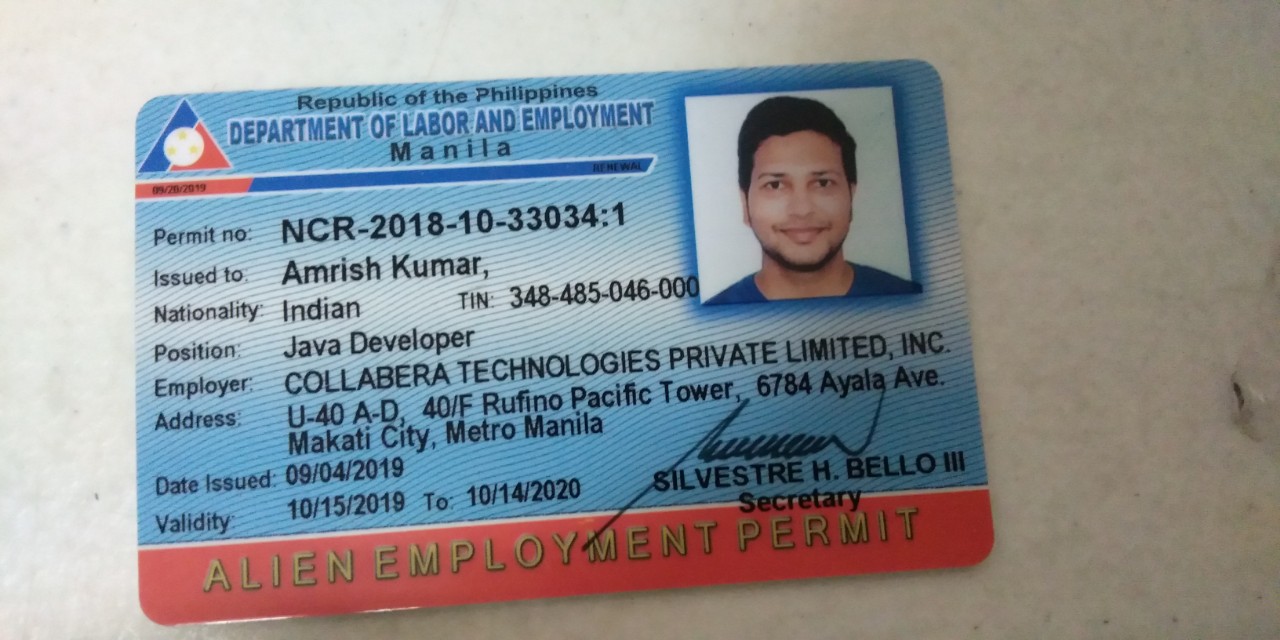 Republic of the Philippines
DEPARTMENT OF LABOR AND EMPLOYMENT
Manila
RENEWAL
09/20/2019
Permit no: NCR-2018-10-33034:1
Issued to: Amrish Kumar,
Nationality: Indian TIN: 348-485-046-000
Position: Java Developer
Employer: COLLABERA TECHNOLOGIES PRIVATE LIMITED, INC.
Address: U-40 A-D, 40/F Rufino Pacific Tower, 6784 Ayala Ave.
Makati City, Metro Manila
Date Issued: 09/04/2019
Validity: 10/15/2019 To: 10/14/2020
SILVESTRE H. BELLO III
Secretary
ALIEN EMPLOYMENT PERMIT